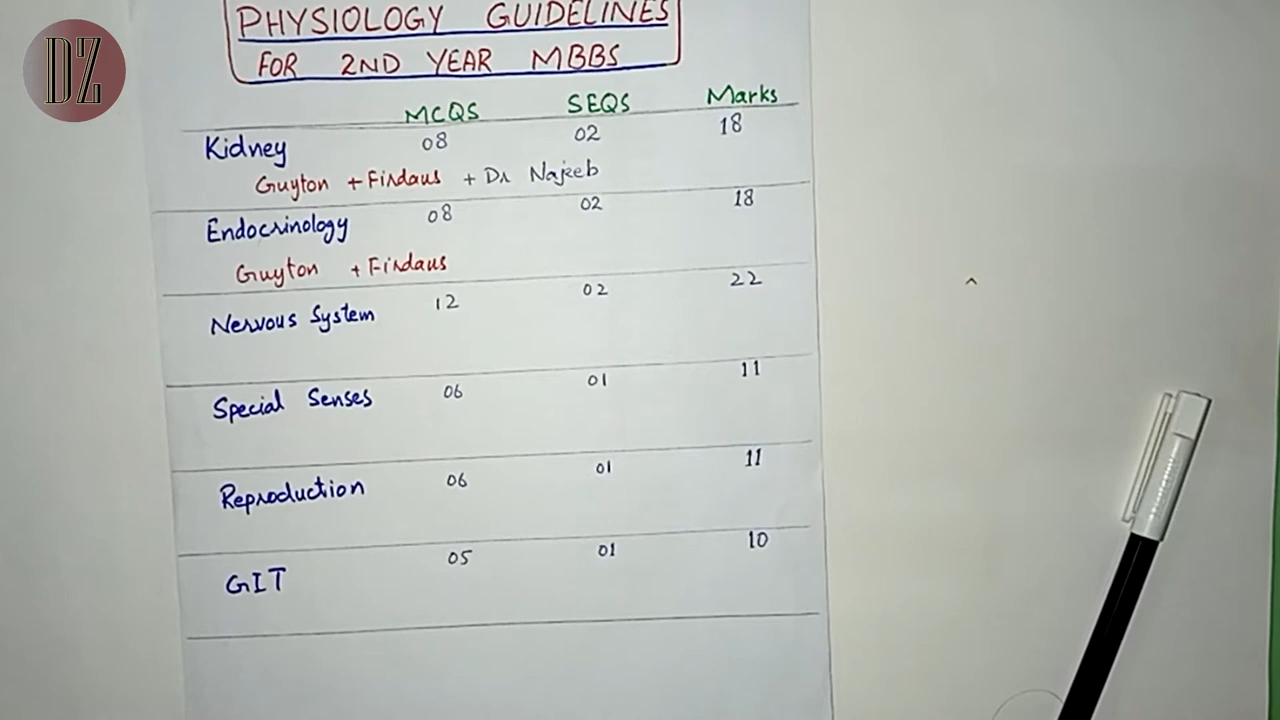 DZ
PHYSIOLOGY GUIDELINES
FOR 2ND YEAR MBBS
MCQS SEQS Marks
Kidney 08 02 18
Guyton + Firdaus + Dr Najeeb
Endocrinology 08 02 18
Guyton + Firdaus
Nervous System 12 02 22
Special Senses 06 01 11
Reproduction 06 01 11
GIT 05 01 10